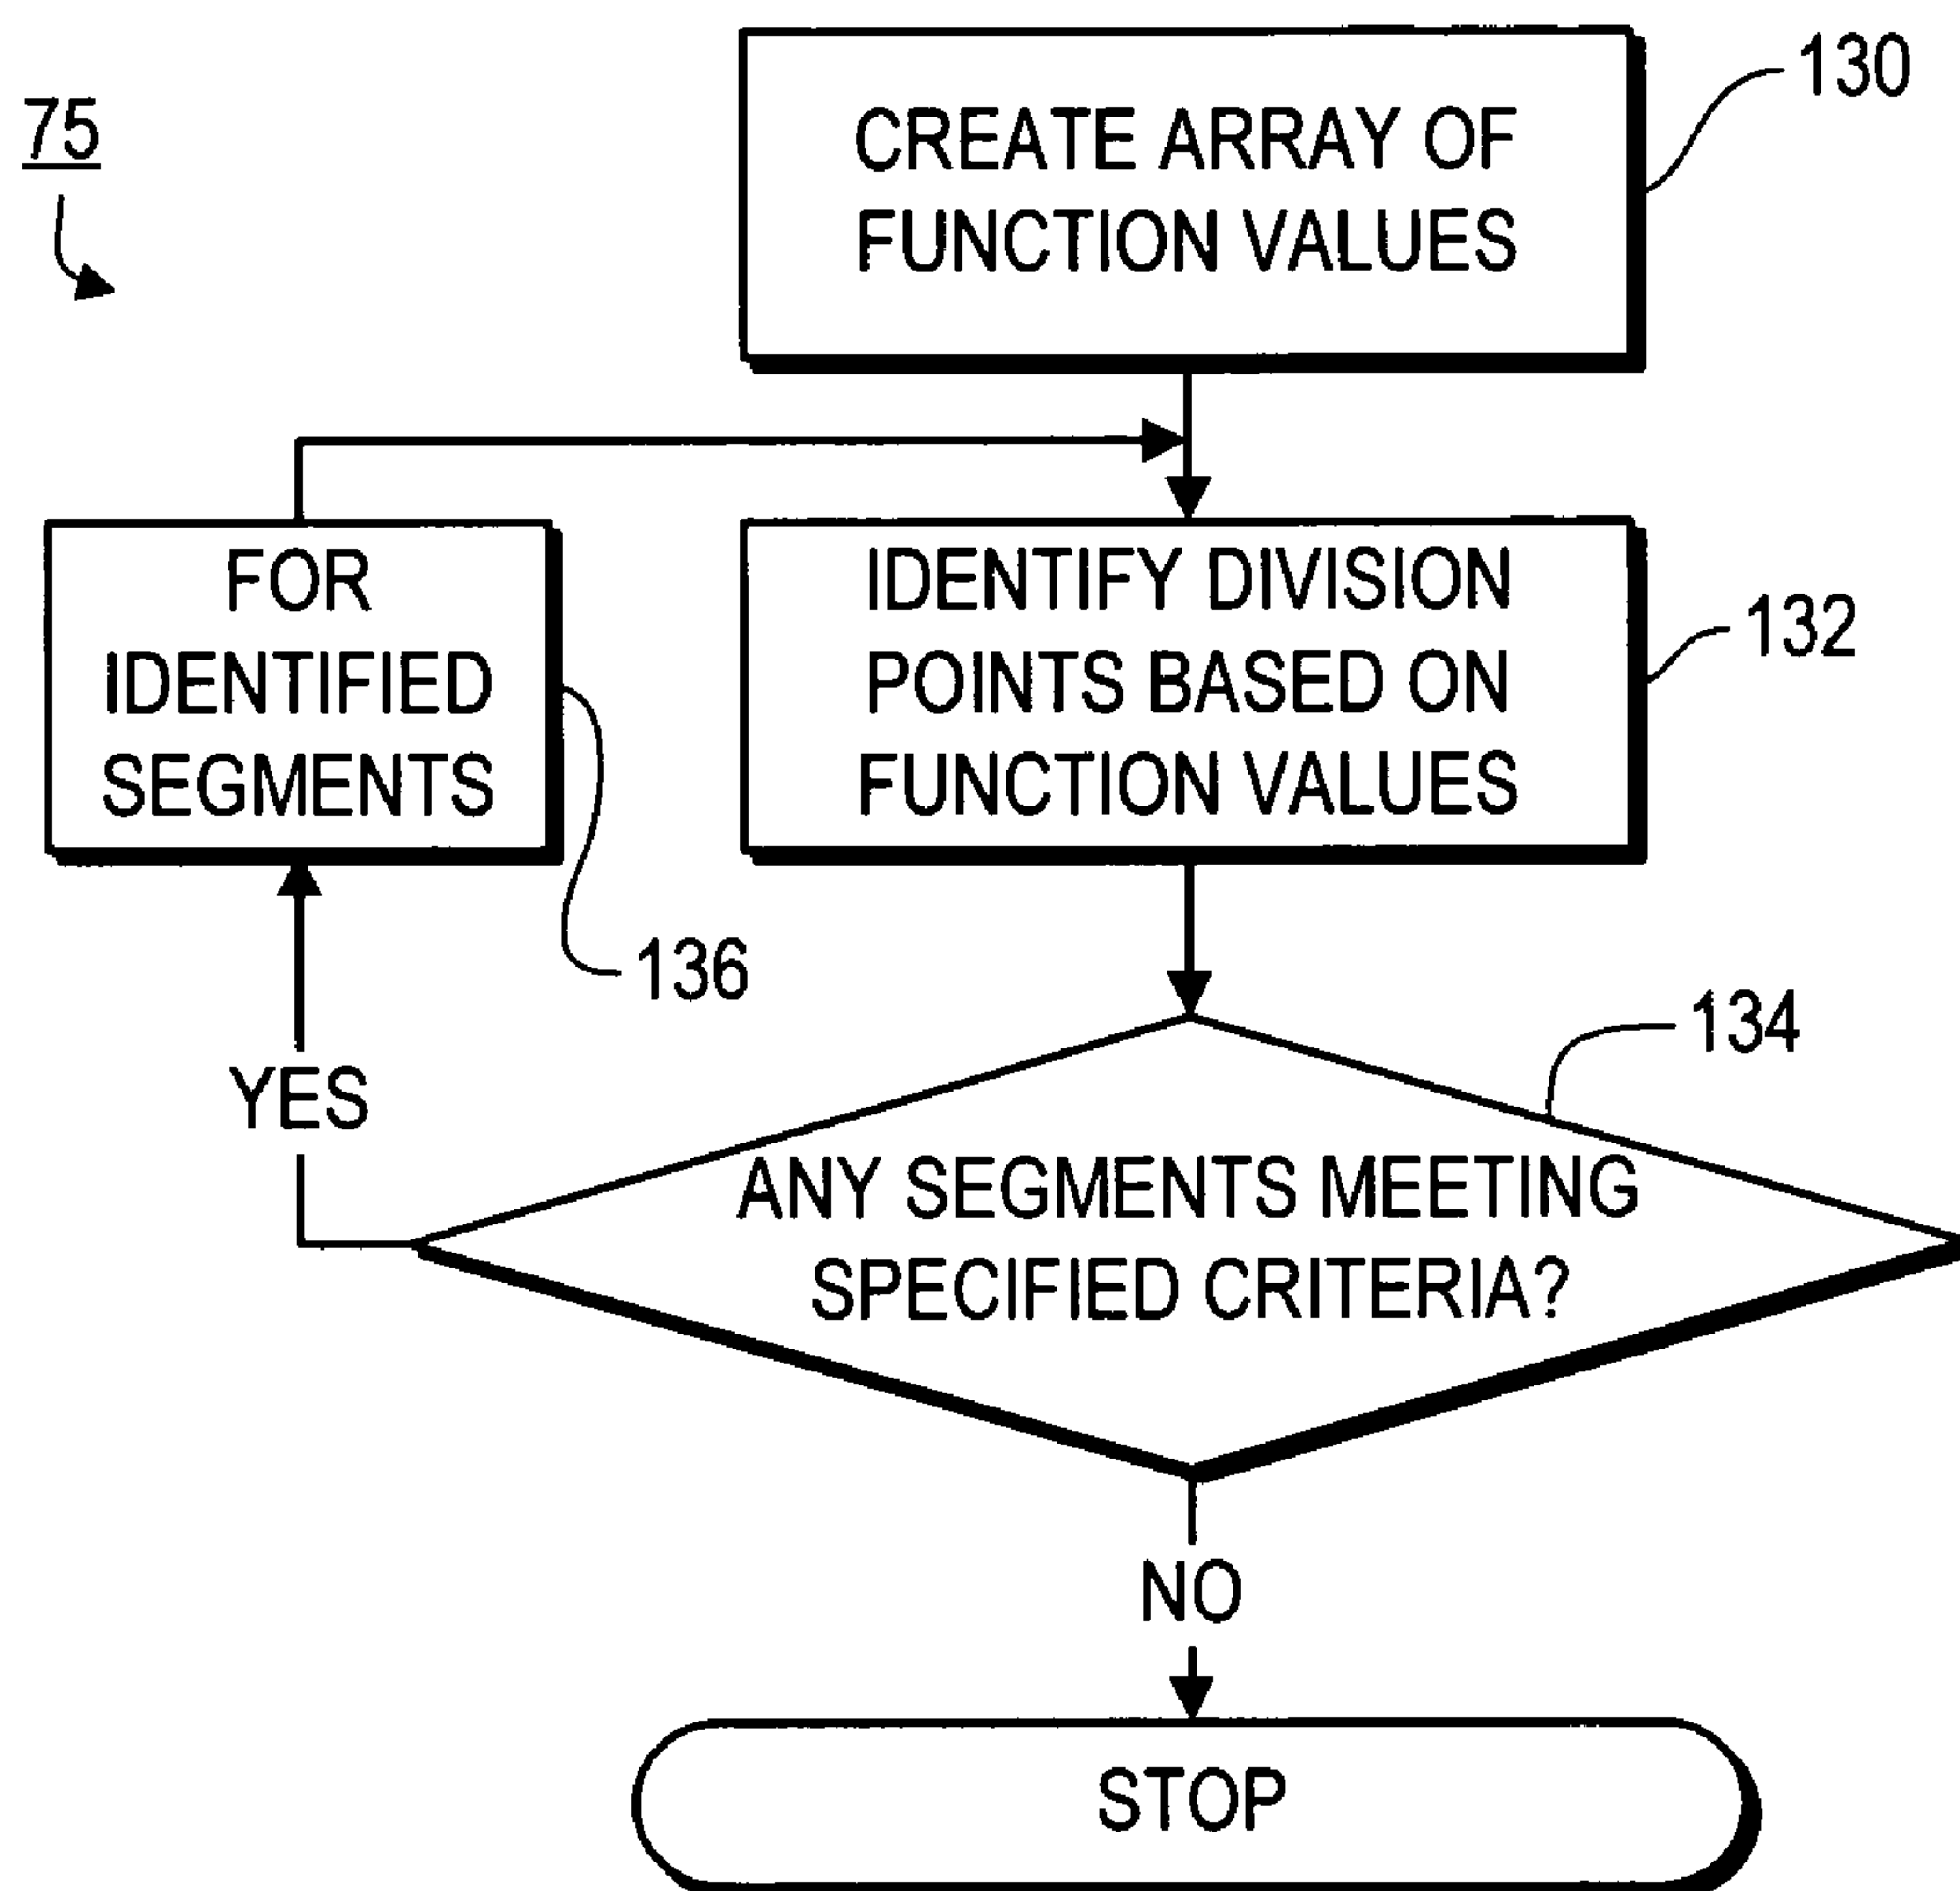 75
CREATE ARRAY OF
FUNCTION VALUES
130
FOR
IDENTIFIED
SEGMENTS
136
IDENTIFY DIVISION
POINTS BASED ON
FUNCTION VALUES
132
134
ANY SEGMENTS MEETING
SPECIFIED CRITERIA?
YES
NO
STOP